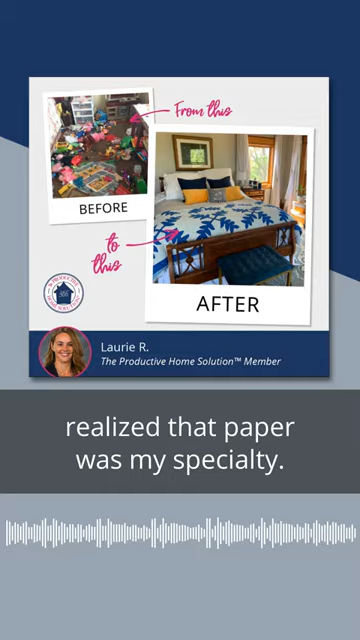 From this
BEFORE
to
this
AFTER
Laurie R.
The Productive Home Solution™ Member
realized that paper
was my specialty.